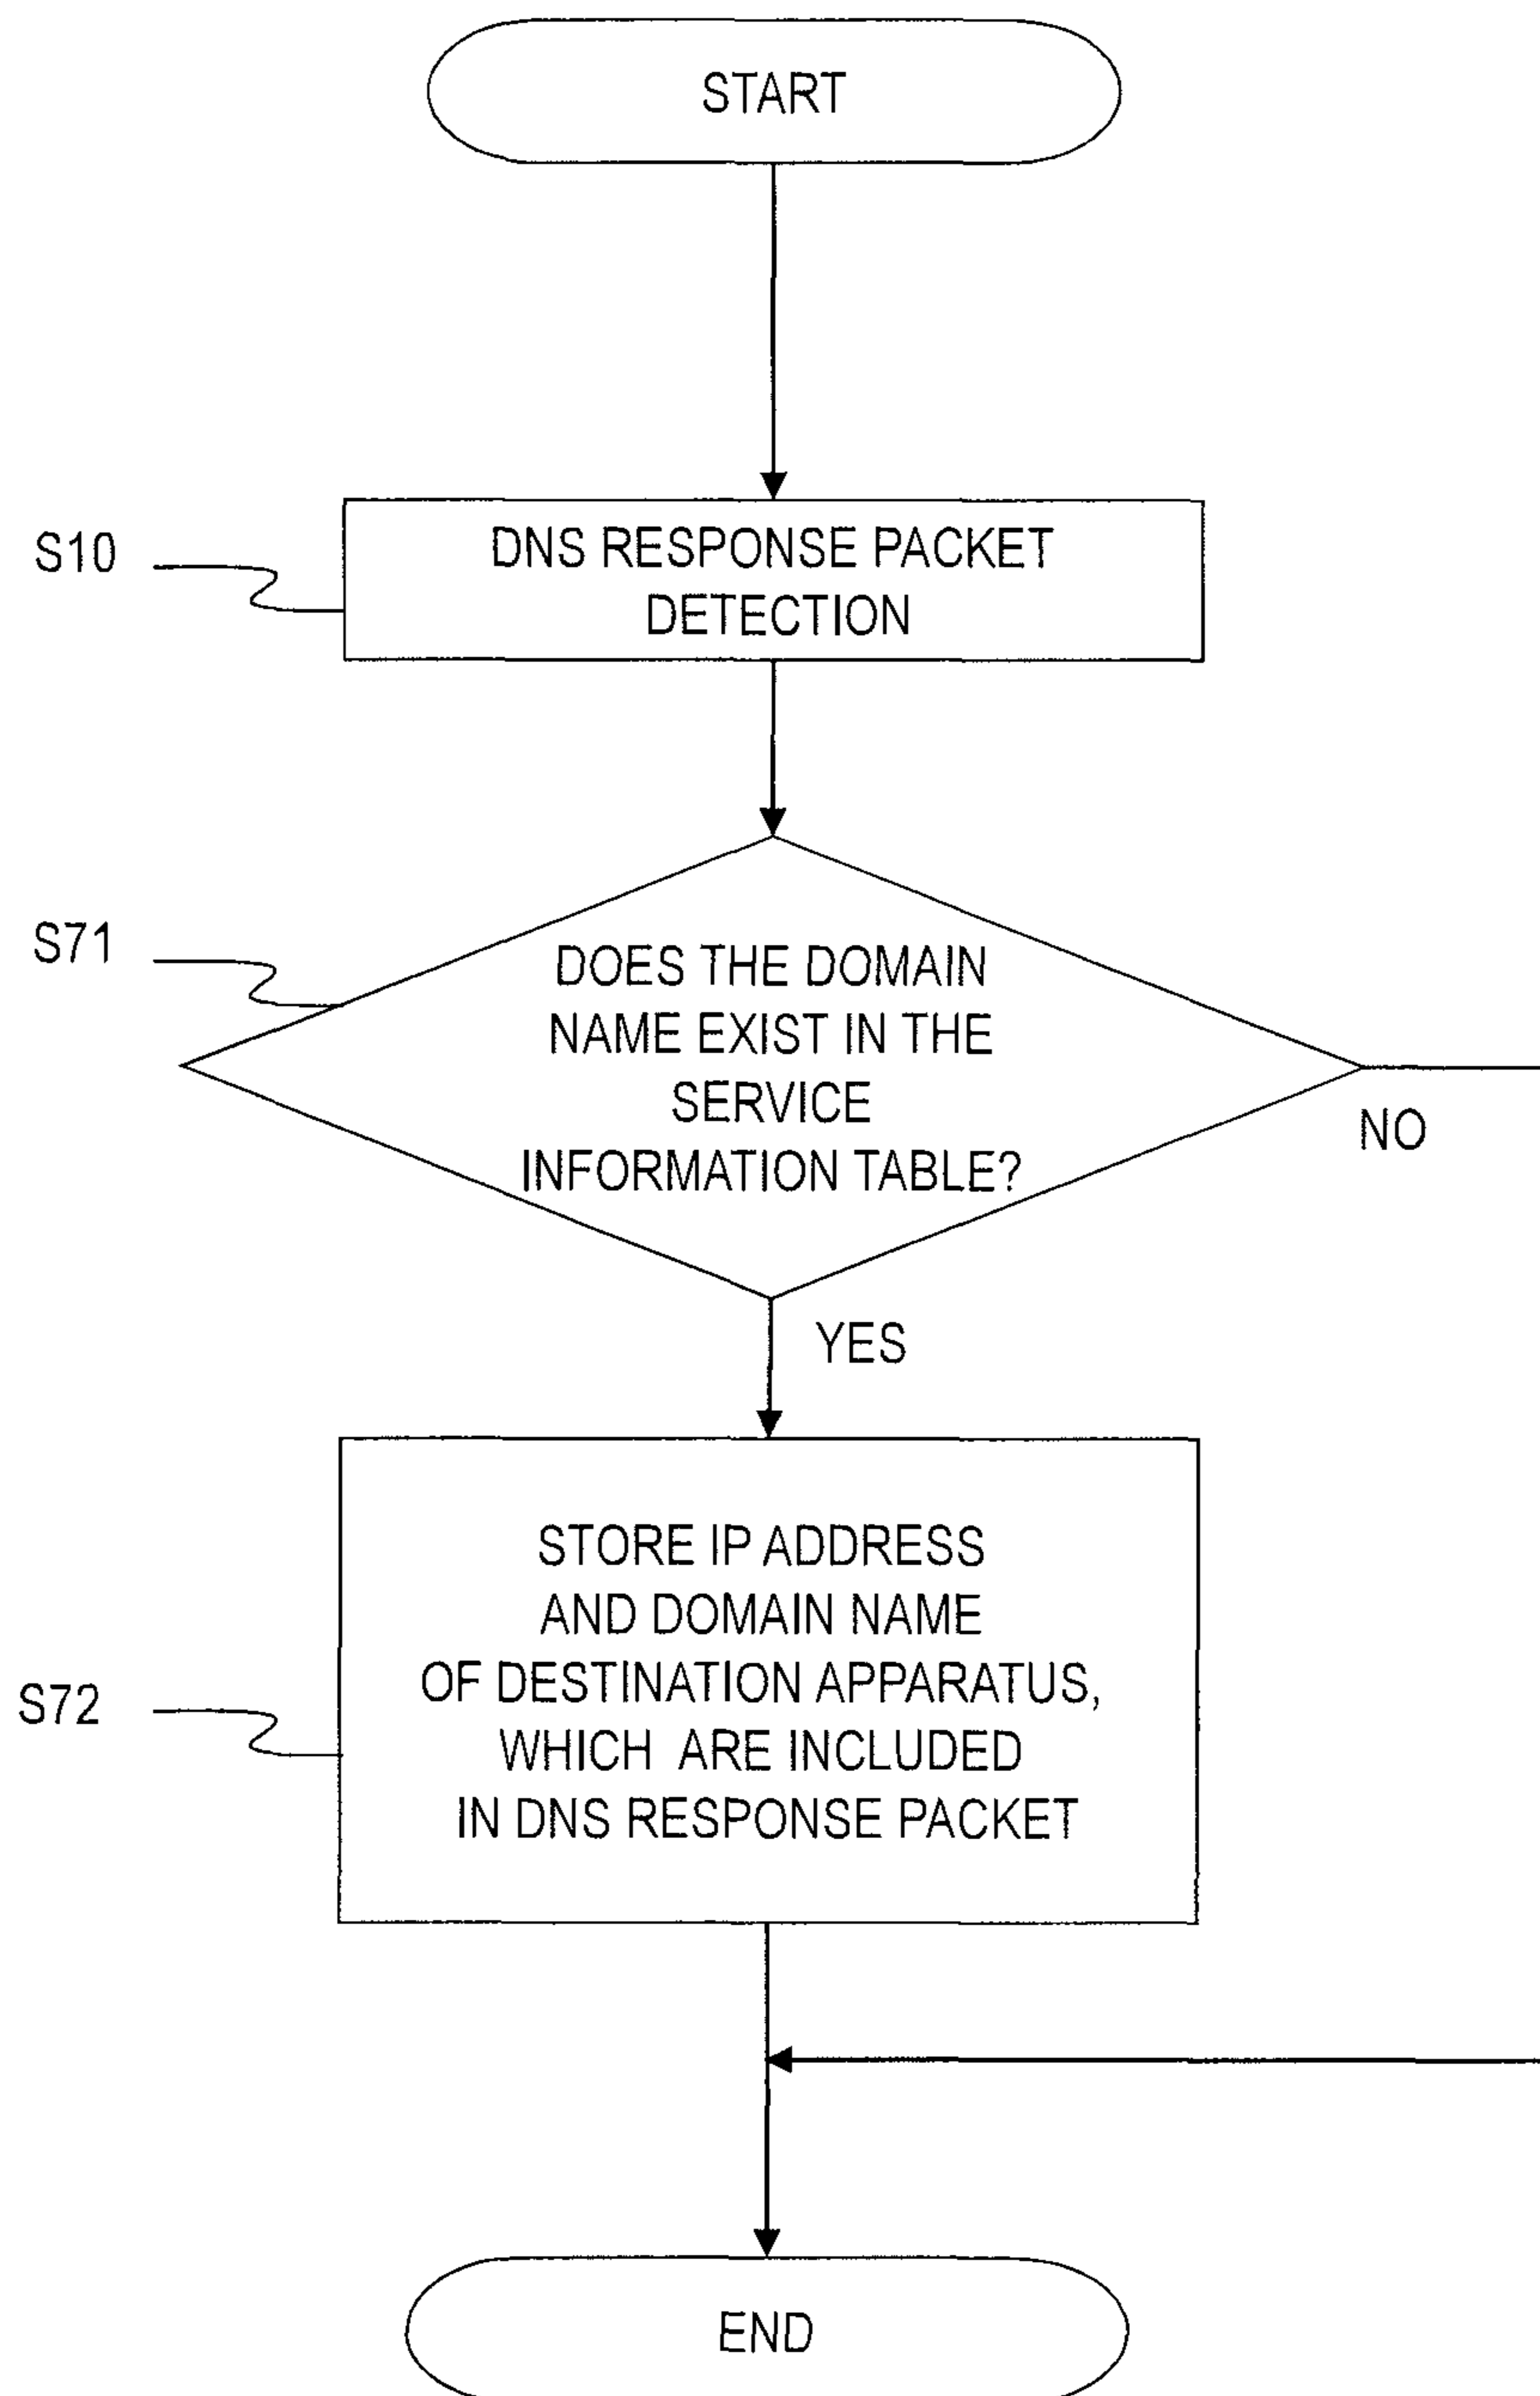 START
S10
DNS RESPONSE PACKET
DETECTION
S71
DOES THE DOMAIN
NAME EXIST IN THE
SERVICE
INFORMATION TABLE?
NO
YES
STORE IP ADDRESS
AND DOMAIN NAME
OF DESTINATION APPARATUS,
S72
WHICH ARE INCLUDED
IN DNS RESPONSE PACKET
END